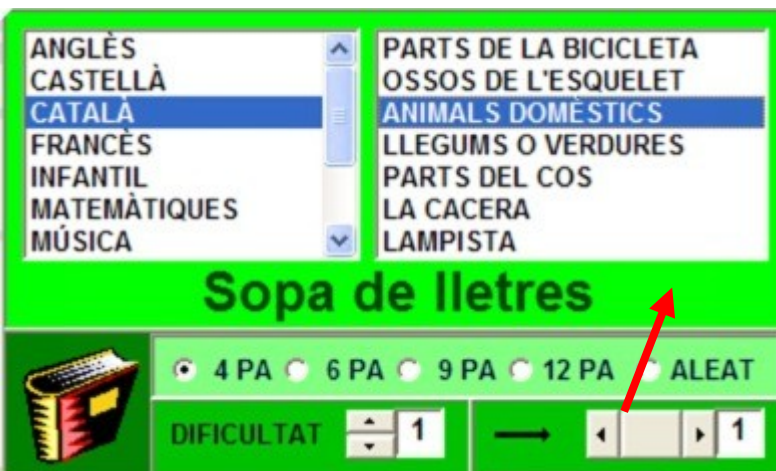 ANGLÈS
CASTELLÀ
CATALÀ
FRANCÈS
INFANTIL
MATEMÀTIQUES
MÚSICA
PARTS DE LA BICICLETA
OSSOS DE L'ESQUELET
ANIMALS DOMÈSTICS
LLEGUMS O VERDURES
PARTS DEL COS
LA CACERA
LAMPISTA
Sopa de lletres
4 PA 6 PA 9 PA 12 PA ALEAT
DIFICULTAT 1 1